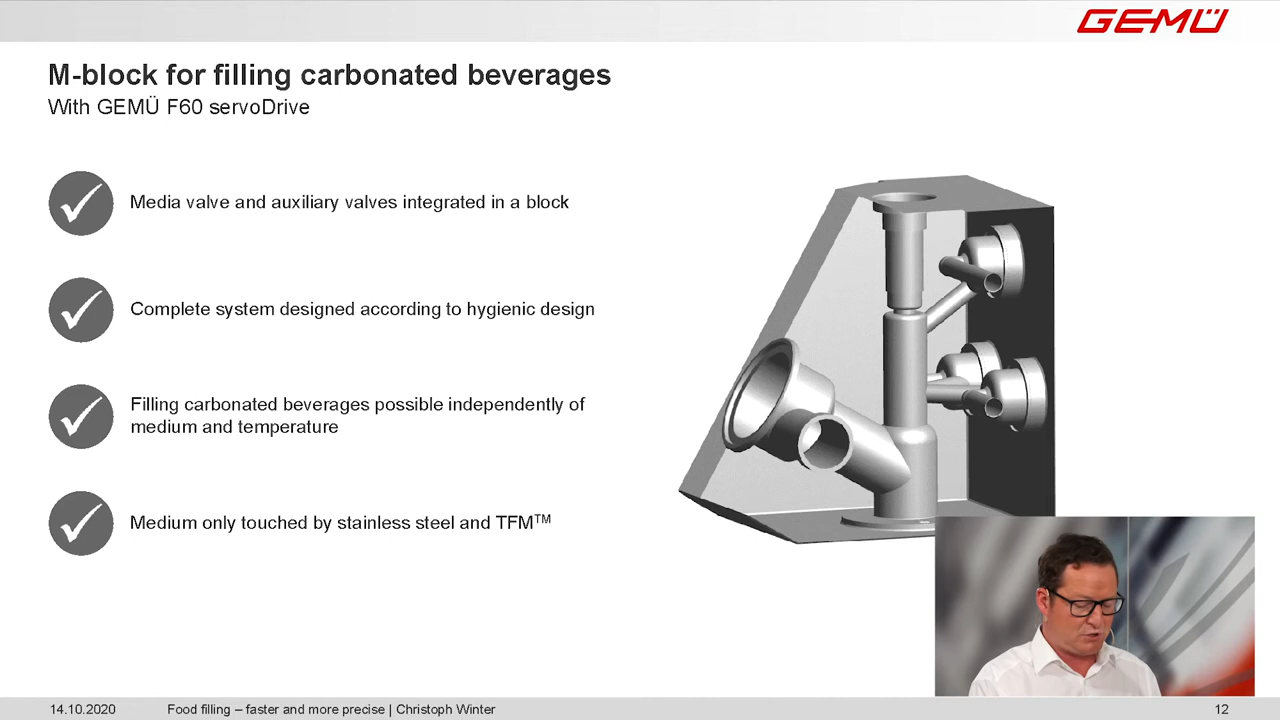 GEMÜ
M-block for filling carbonated beverages
With GEMÜ F60 servoDrive
Media valve and auxiliary valves integrated in a block
Complete system designed according to hygienic design
Filling carbonated beverages possible independently of
medium and temperature
Medium only touched by stainless steel and TFM™
14.10.2020 Food filling – faster and more precise | Christoph Winter 12